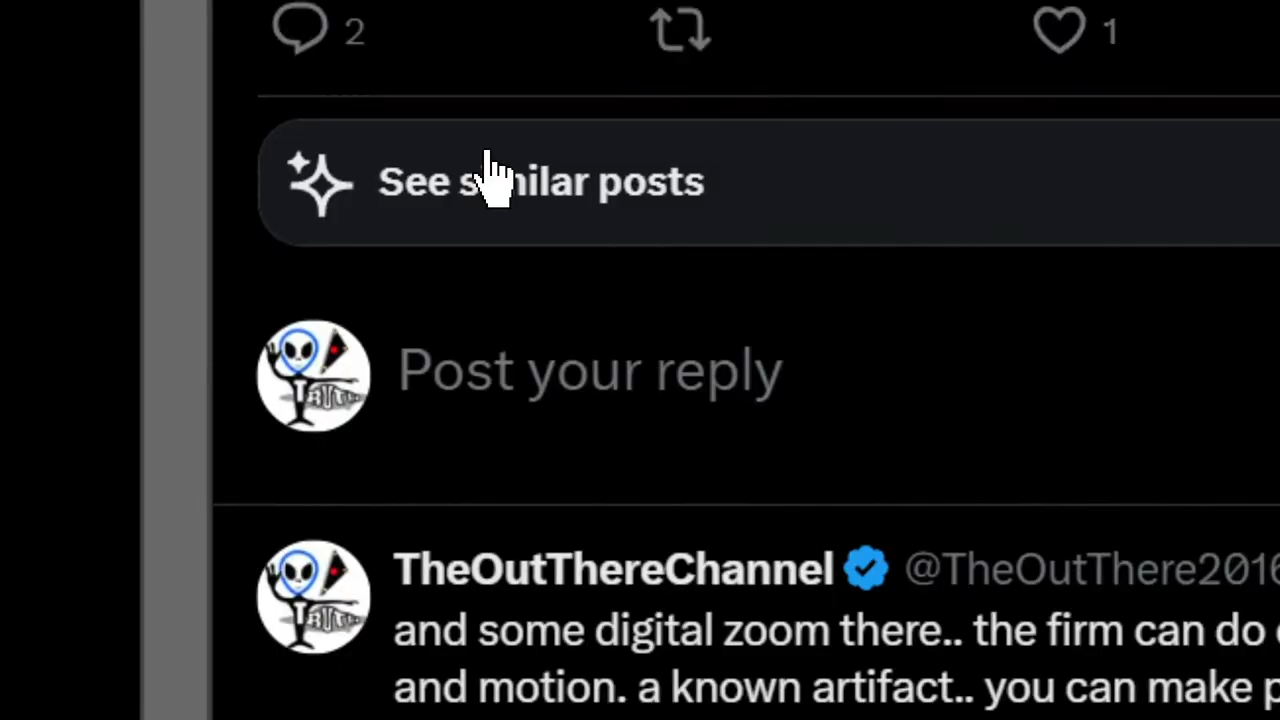 2 1
See similar posts
Post your reply
TheOutThereChannel @TheOutThere2016
and some digital zoom there.. the firm can do
and motion. a known artifact.. you can make